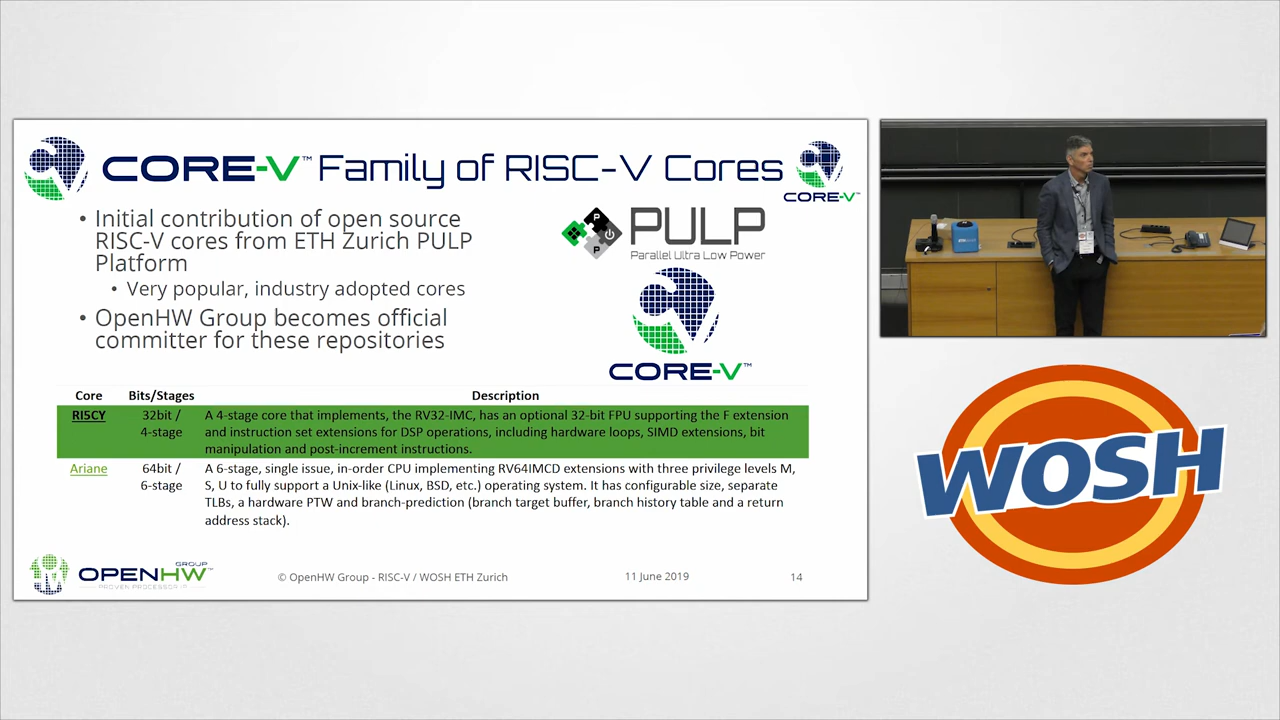 CORE-V™ Family of RISC-V Cores
CORE-V™
• Initial contribution of open source
RISC-V cores from ETH Zurich PULP
Platform
• Very popular, industry adopted cores
• OpenHW Group becomes official
committer for these repositories
P
P
PULP
Parallel Ultra Low Power
CORE-V™
Core Bits/Stages Description
RI5CY 32bit / A 4-stage core that implements, the RV32-IMC, has an optional 32-bit FPU supporting the F extension
4-stage and instruction set extensions for DSP operations, including hardware loops, SIMD extensions, bit
manipulation and post-increment instructions.
Ariane 64bit / A 6-stage, single issue, in-order CPU implementing RV64IMCD extensions with three privilege levels M,
6-stage S, U to fully support a Unix-like (Linux, BSD, etc.) operating system. It has configurable size, separate
TLBs, a hardware PTW and branch-prediction (branch target buffer, branch history table and a return
address stack).
GROUP
OPENHW™
PROVEN PROCESSOR IP
© OpenHW Group - RISC-V / WOSH ETH Zurich
11 June 2019
14
WOSH